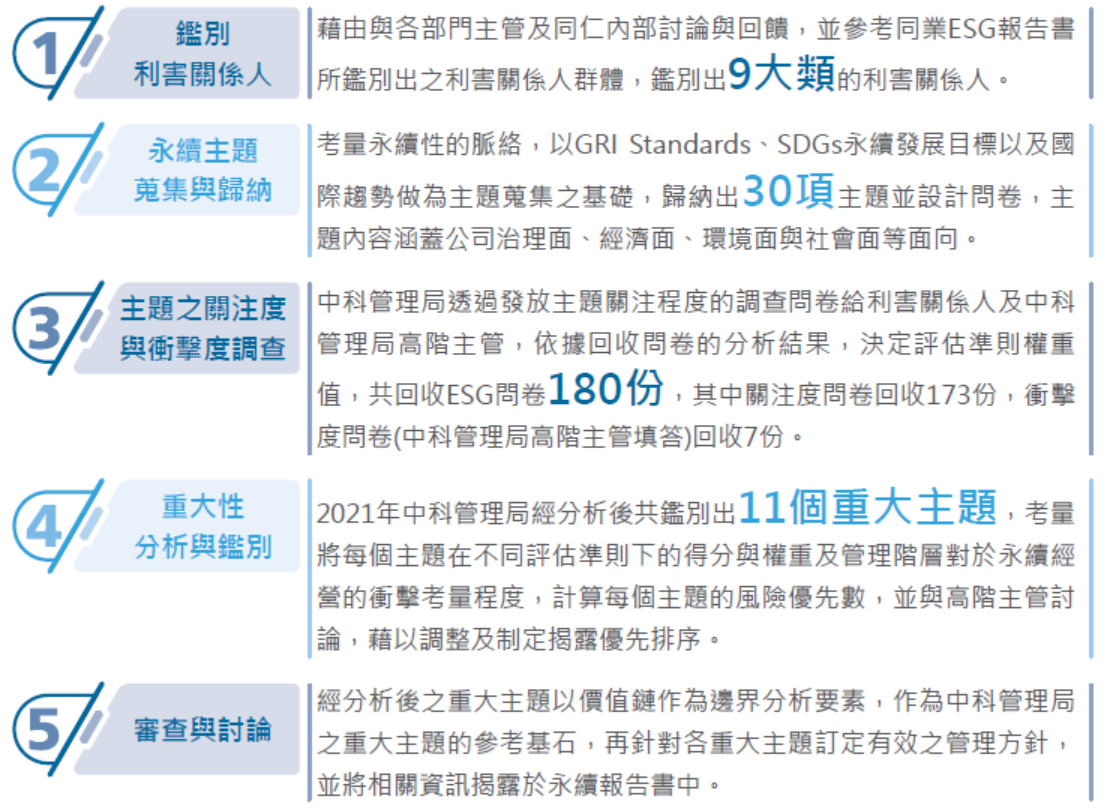 1
鑑別
利害關係人
藉由與各部門主管及同仁內部討論與回饋，並參考同業ESG報告書
所鑑別出之利害關係人群體，鑑別出9大類的利害關係人。
2
永續主題
蒐集與歸納
考量永續性的脈絡，以GRI Standards、SDGs永續發展目標以及國
際趨勢做為主題蒐集之基礎，歸納出30項主題並設計問卷，主
題內容涵蓋公司治理面、經濟面、環境面與社會面等面向。
3
主題之關注度
與衝擊度調查
中科管理局透過發放主題關注程度的調查問卷給利害關係人及中科
管理局高階主管，依據回收問卷的分析結果，決定評估準則權重
值，共回收ESG問卷180份，其中關注度問卷回收173份，衝擊
度問卷(中科管理局高階主管填答)回收7份。
4
重大性
分析與鑑別
2021年中科管理局經分析後共鑑別出11個重大主題，考量
將每個主題在不同評估準則下的得分與權重及管理階層對於永續經
營的衝擊考量程度，計算每個主題的風險優先數，並與高階主管討
論，藉以調整及制定揭露優先排序。
5
審查與討論
經分析後之重大主題以價值鏈作為邊界分析要素，作為中科管理局
之重大主題的參考基石，再針對各重大主題訂定有效之管理方針，
並將相關資訊揭露於永續報告書中。